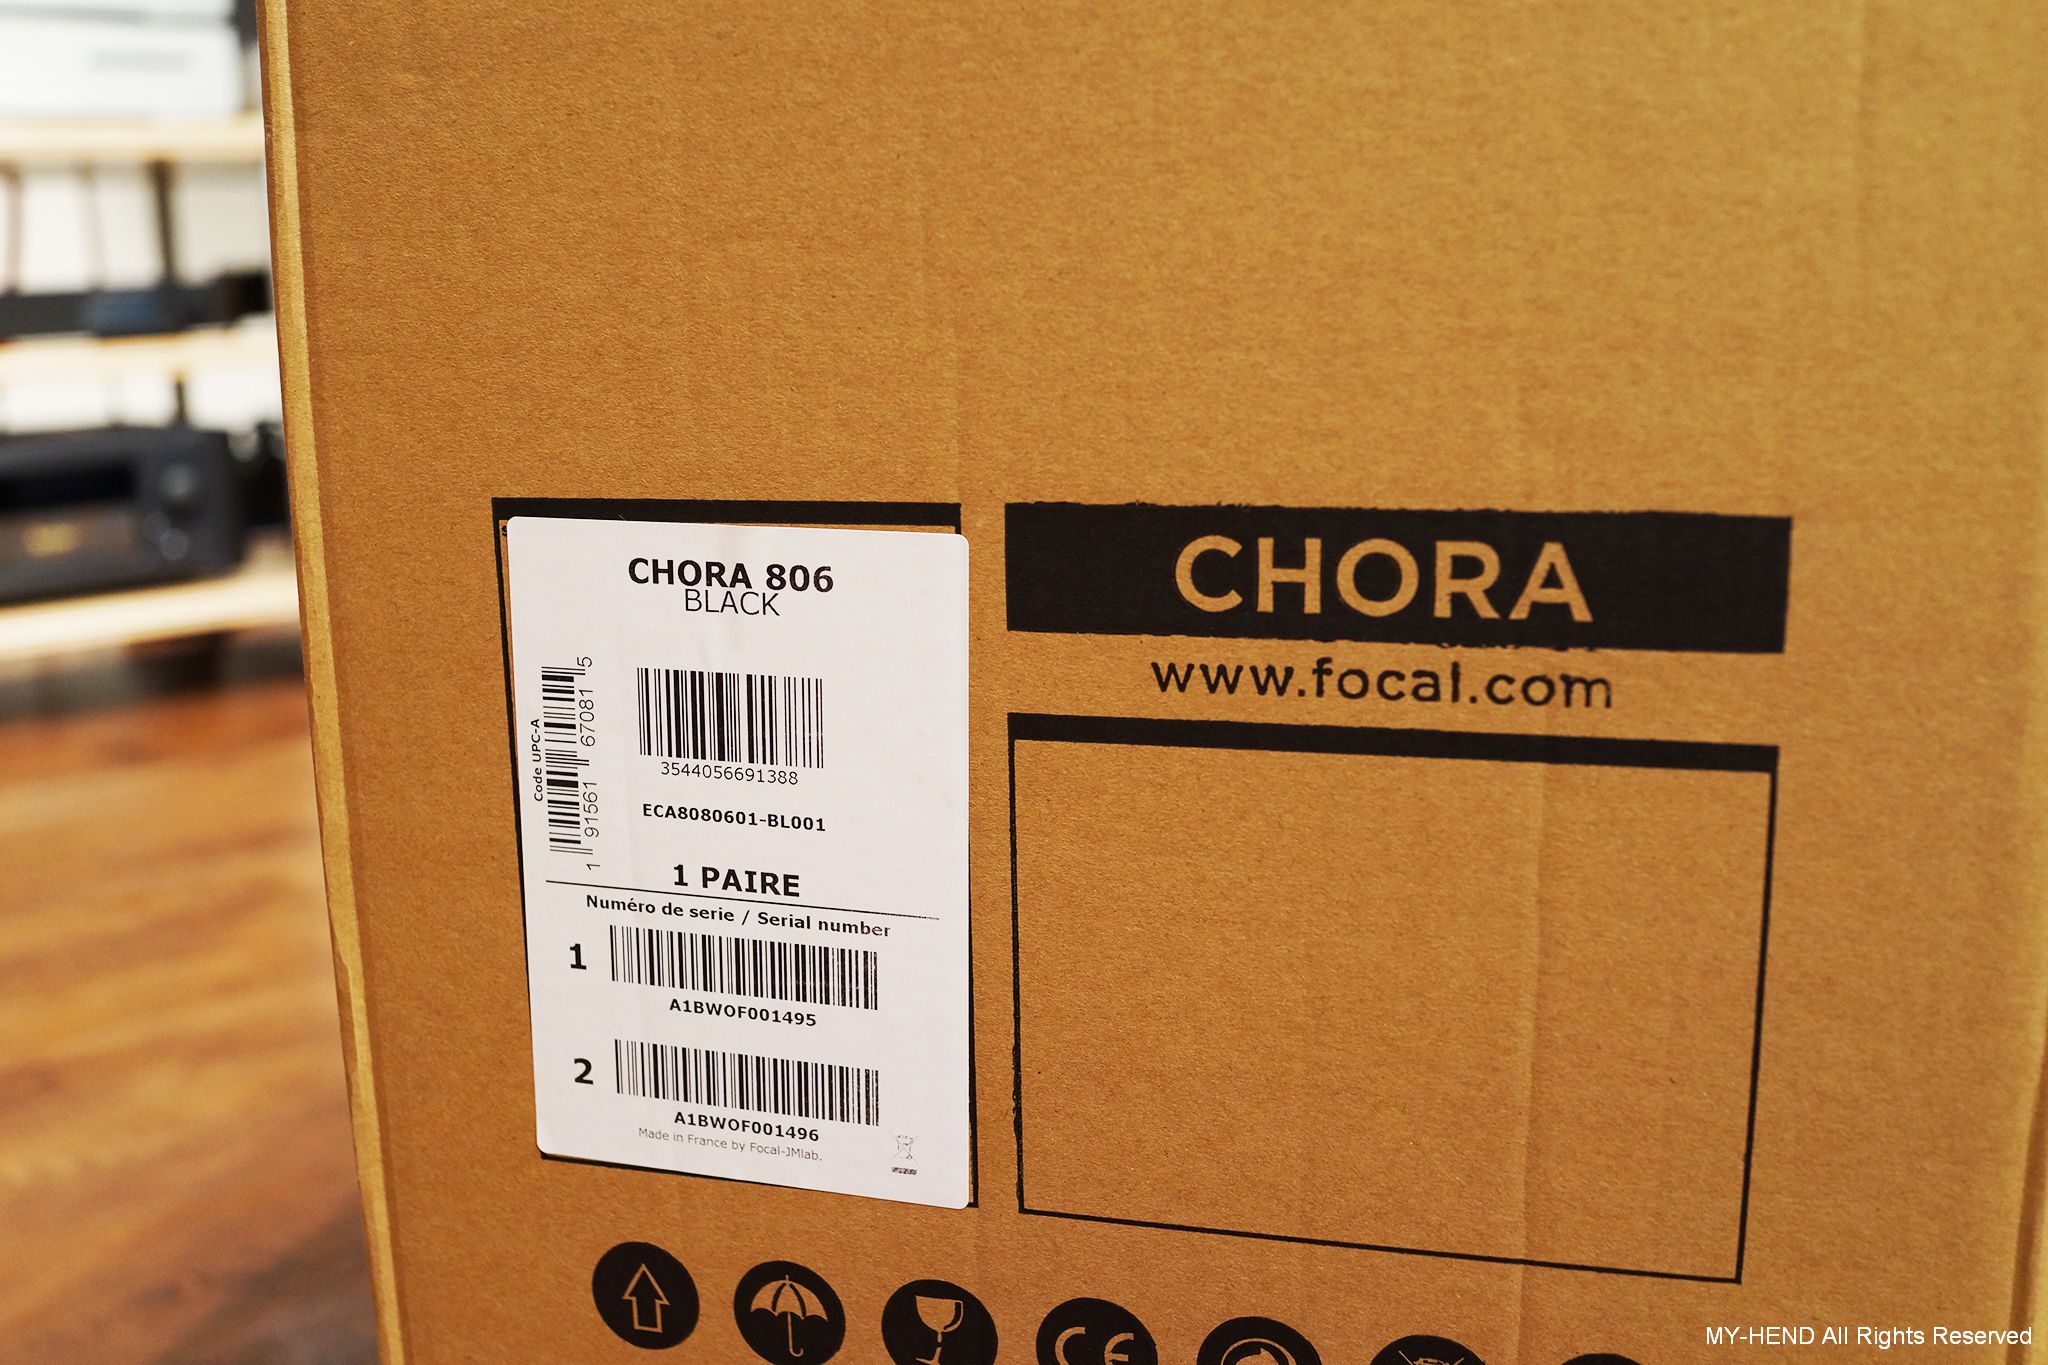 CHORA 806
BLACK
Code UPC-A
1 91561 67081 5
3544056691388
ECA8080601-BL001
1 PAIRE
Numéro de serie / Serial number
1
A1BWOF001495
2
A1BWOF001496
Made in France by Focal-JMlab.
CHORA
www.focal.com
CE
MY-HEND All Rights Reserved